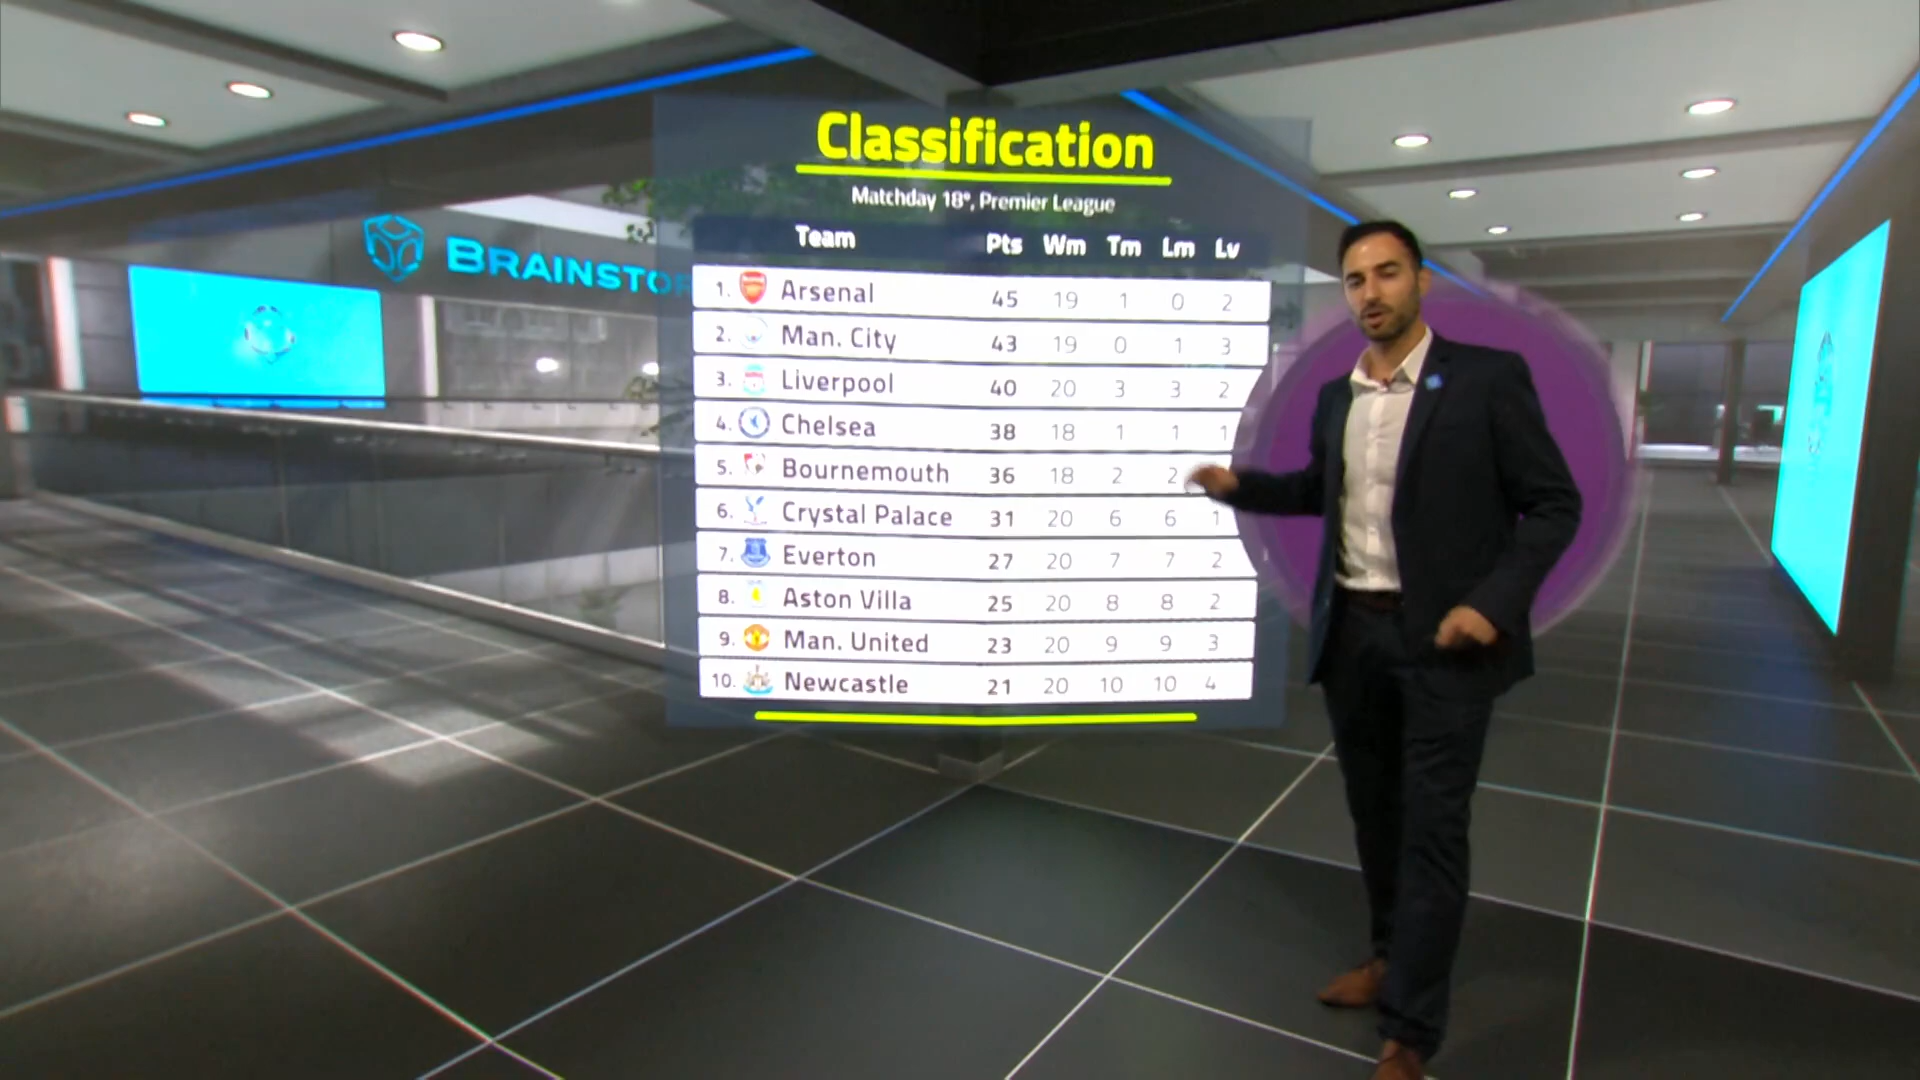 Classification
Matchday 18º, Premier League
Team Pts Wm Tm Lm Lv
1. Arsenal 45 19 1 0 2
2. Man. City 43 19 0 1 3
3. Liverpool 40 20 3 3 2
4. Chelsea 38 18 1 1 1
5. Bournemouth 36 18 2 2
6. Crystal Palace 31 20 6 6 1
7. Everton 27 20 7 7 2
8. Aston Villa 25 20 8 8 2
9. Man. United 23 20 9 9 3
10. Newcastle 21 20 10 10 4
BRAINSTO